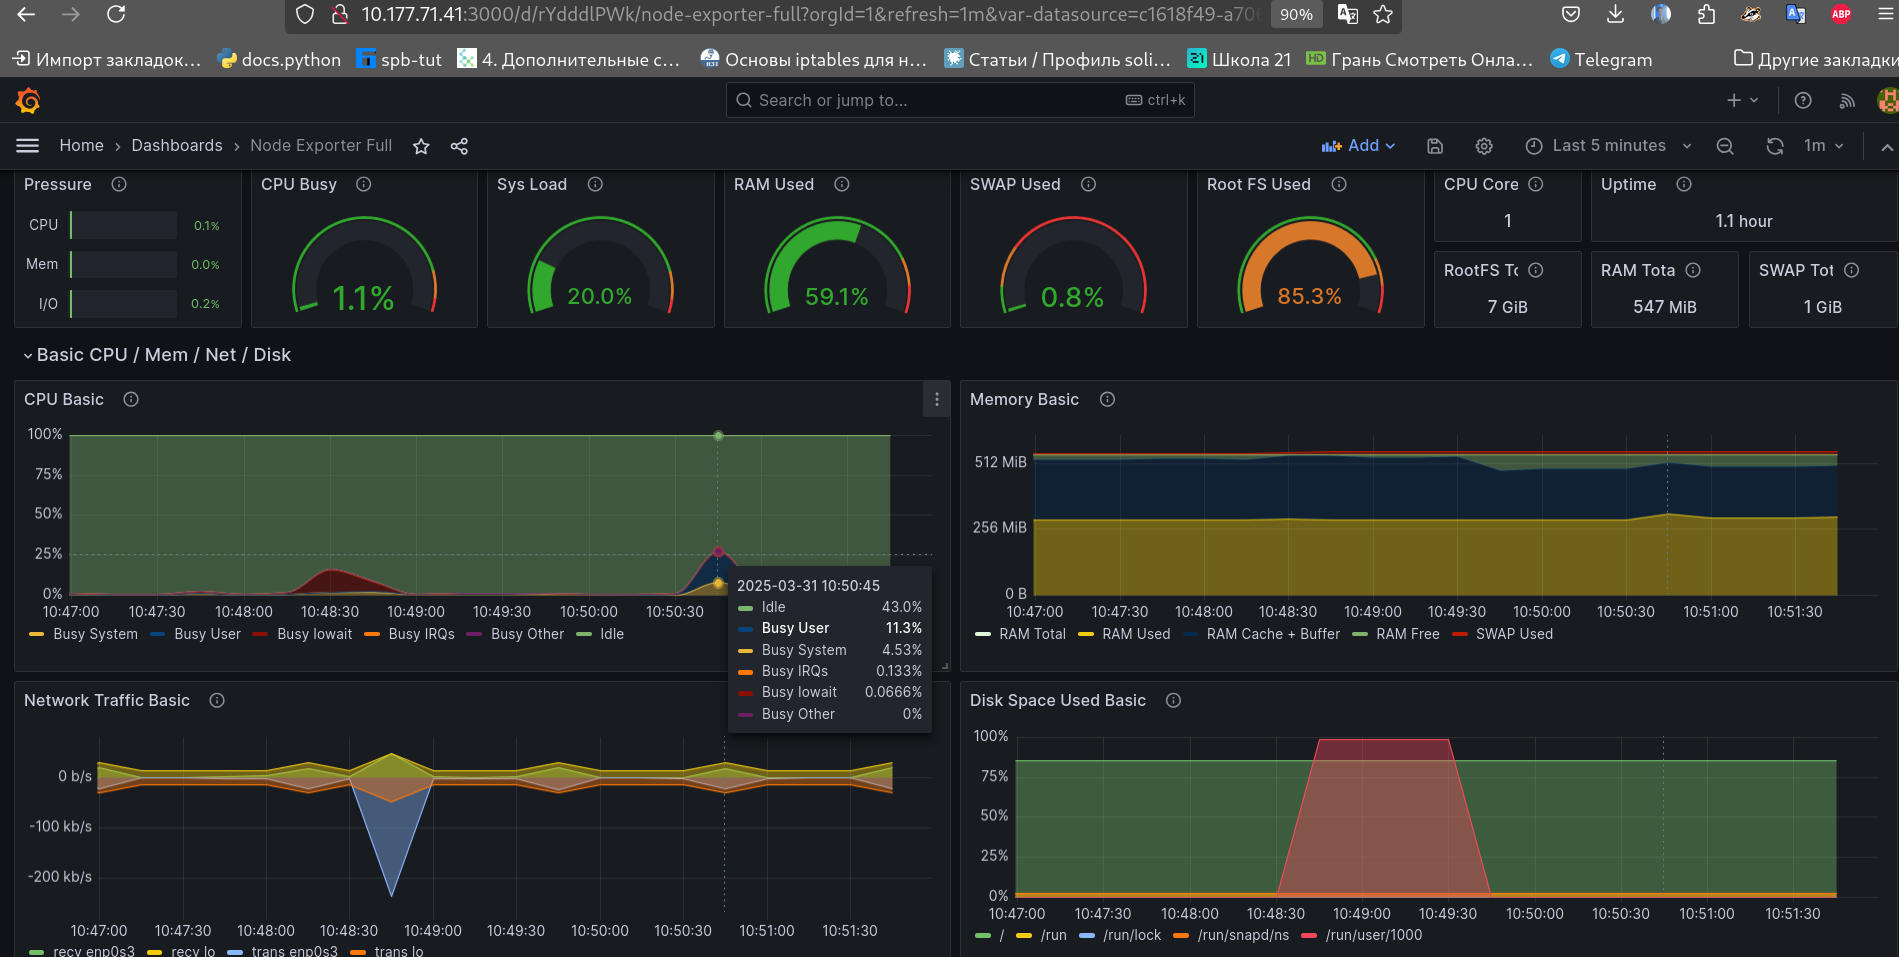 10.177.71.41:3000/d/rYdddlPWk/node-exporter-full?orgId=1&refresh=1m&var-datasource=c1618f49-a706
90%
ABP
Импорт закладок…
docs.python
spb-tut
4. Дополнительные с…
Основы iptables для н…
Статьи / Профиль soli…
21
Школа 21
HD
Грань Смотреть Онла…
Telegram
Другие закладки
Search or jump to...
ctrl+k
Home
Dashboards
Node Exporter Full
Add
Last 5 minutes
1m
Pressure
CPU Busy
Sys Load
RAM Used
SWAP Used
Root FS Used
CPU Core
Uptime
CPU 0.1%
Mem 0.0%
I/O 0.2%
1.1%
20.0%
59.1%
0.8%
85.3%
1
1.1 hour
RootFS To
RAM Tota
SWAP Tot
7 GiB
547 MiB
1 GiB
Basic CPU / Mem / Net / Disk
CPU Basic
100%
75%
50%
25%
0%
10:47:00 10:47:30 10:48:00 10:48:30 10:49:00 10:49:30 10:50:00 10:50:30
Busy System Busy User Busy Iowait Busy IRQs Busy Other Idle
2025-03-31 10:50:45
Idle 43.0%
Busy User 11.3%
Busy System 4.53%
Busy IRQs 0.133%
Busy Iowait 0.0666%
Busy Other 0%
Memory Basic
512 MiB
256 MiB
0 B
10:47:00 10:47:30 10:48:00 10:48:30 10:49:00 10:49:30 10:50:00 10:50:30 10:51:00 10:51:30
RAM Total RAM Used RAM Cache + Buffer RAM Free SWAP Used
Network Traffic Basic
0 b/s
-100 kb/s
-200 kb/s
10:47:00 10:47:30 10:48:00 10:48:30 10:49:00 10:49:30 10:50:00 10:50:30 10:51:00 10:51:30
recv enp0s3 recv lo trans enp0s3 trans lo
Disk Space Used Basic
100%
75%
50%
25%
0%
10:47:00 10:47:30 10:48:00 10:48:30 10:49:00 10:49:30 10:50:00 10:50:30 10:51:00 10:51:30
/ /run /run/lock /run/snapd/ns /run/user/1000